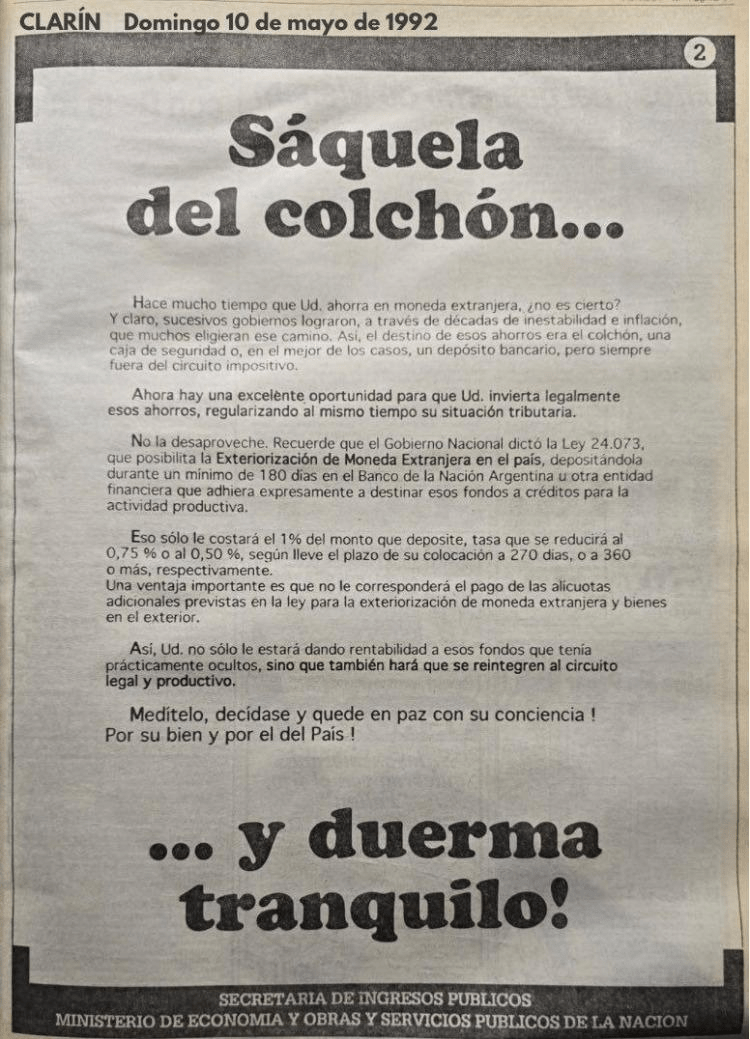 CLARÍN Domingo 10 de mayo de 1992
2
Sáquela
del colchón...
Hace mucho tiempo que Ud. ahorra en moneda extranjera, ¿no es cierto?
Y claro, sucesivos gobiernos lograron, a través de décadas de inestabilidad e inflación,
que muchos eligieran ese camino. Así, el destino de esos ahorros era el colchón, una
caja de seguridad o, en el mejor de los casos, un depósito bancario, pero siempre
fuera del circuito impositivo.
Ahora hay una excelente oportunidad para que Ud. invierta legalmente
esos ahorros, regularizando al mismo tiempo su situación tributaria.
No la desaproveche. Recuerde que el Gobierno Nacional dictó la Ley 24.073,
que posibilita la Exteriorización de Moneda Extranjera en el país, depositándola
durante un mínimo de 180 días en el Banco de la Nación Argentina u otra entidad
financiera que adhiera expresamente a destinar esos fondos a créditos para la
actividad productiva.
Eso sólo le costará el 1% del monto que deposite, tasa que se reducirá al
0,75 % o al 0,50 %, según lleve el plazo de su colocación a 270 días, o a 360
o más, respectivamente.
Una ventaja importante es que no le corresponderá el pago de las alícuotas
adicionales previstas en la ley para la exteriorización de moneda extranjera y bienes
en el exterior.
Así, Ud. no sólo le estará dando rentabilidad a esos fondos que tenía
prácticamente ocultos, sino que también hará que se reintegren al circuito
legal y productivo.
Medítelo, decídase y quede en paz con su conciencia !
Por su bien y por el del País !
... y duerma
tranquilo!
SECRETARIA DE INGRESOS PUBLICOS
MINISTERIO DE ECONOMIA Y OBRAS Y SERVICIOS PUBLICOS DE LA NACION